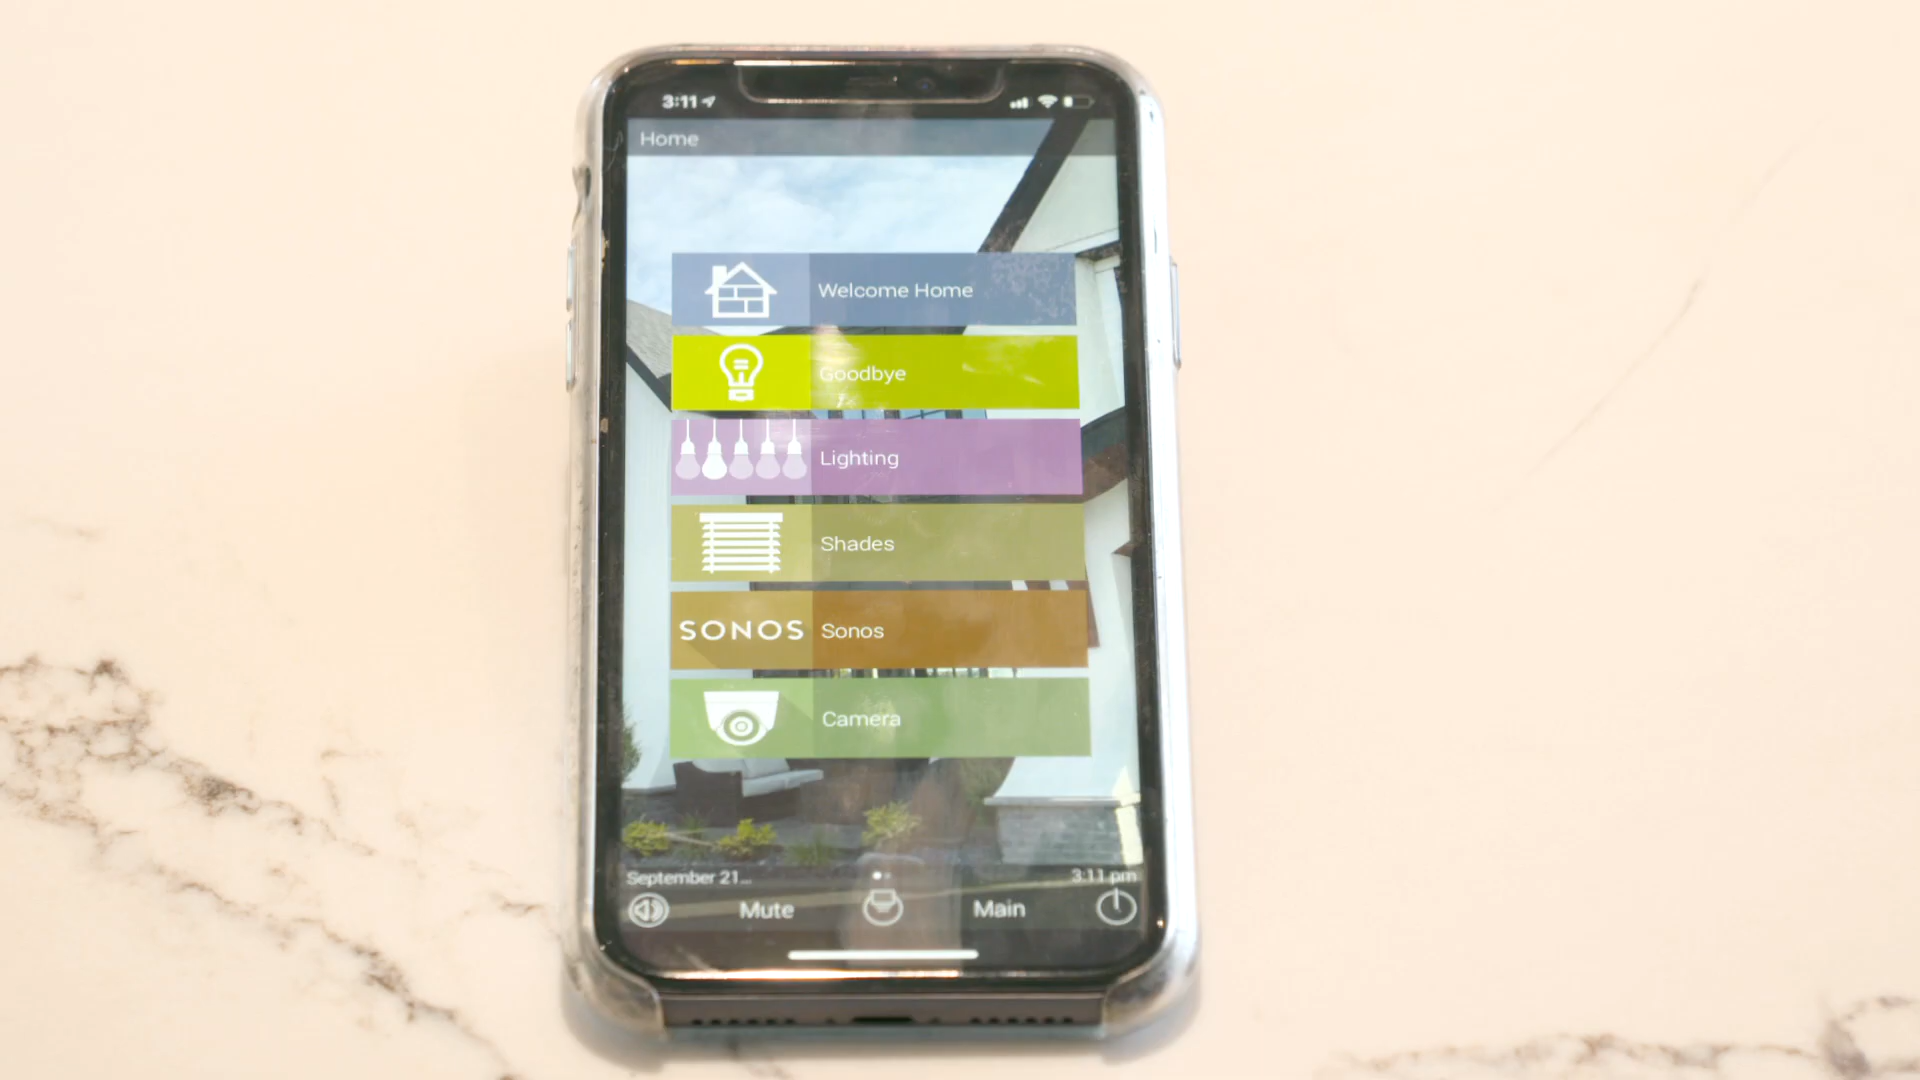 3:11
Home
Welcome Home
Goodbye
Lighting
Shades
SONOS Sonos
Camera
September 21... 3:11 pm
Mute Main